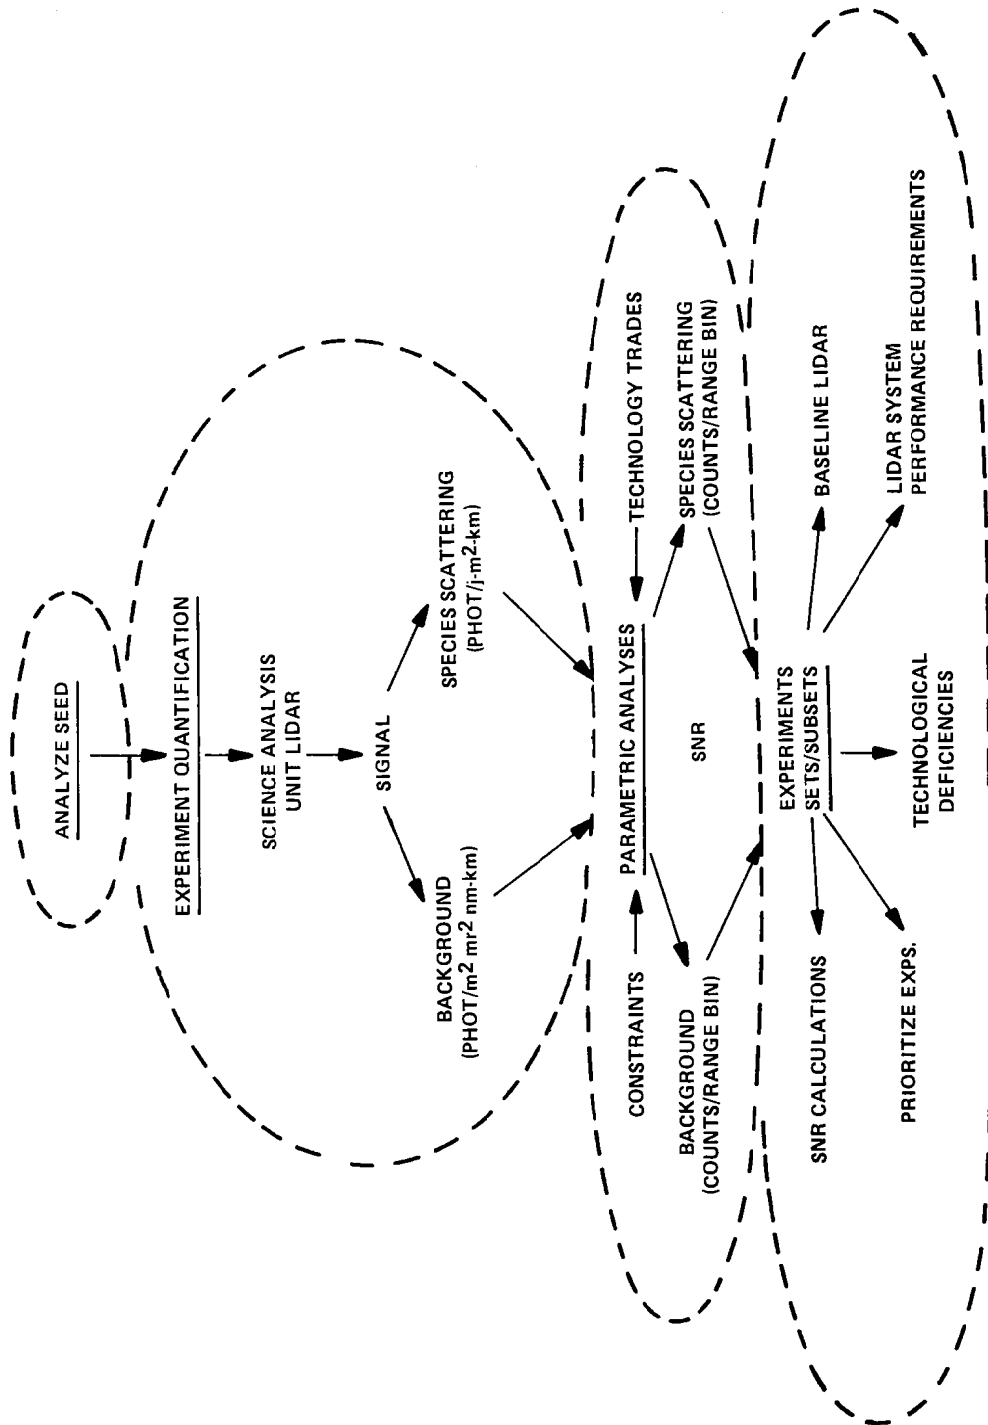 ANALYZE SEED
EXPERIMENT QUANTIFICATION
SCIENCE ANALYSIS
UNIT LIDAR
SIGNAL
BACKGROUND
(PHOT/m² mr² nm-km)
SPECIES SCATTERING
(PHOT/j-m²-km)
CONSTRAINTS
PARAMETRIC ANALYSES
TECHNOLOGY TRADES
BACKGROUND
(COUNTS/RANGE BIN)
SNR
SPECIES SCATTERING
(COUNTS/RANGE BIN)
EXPERIMENTS
SETS/SUBSETS
SNR CALCULATIONS
BASELINE LIDAR
PRIORITIZE EXPS.
TECHNOLOGICAL
DEFICIENCIES
LIDAR SYSTEM
PERFORMANCE REQUIREMENTS